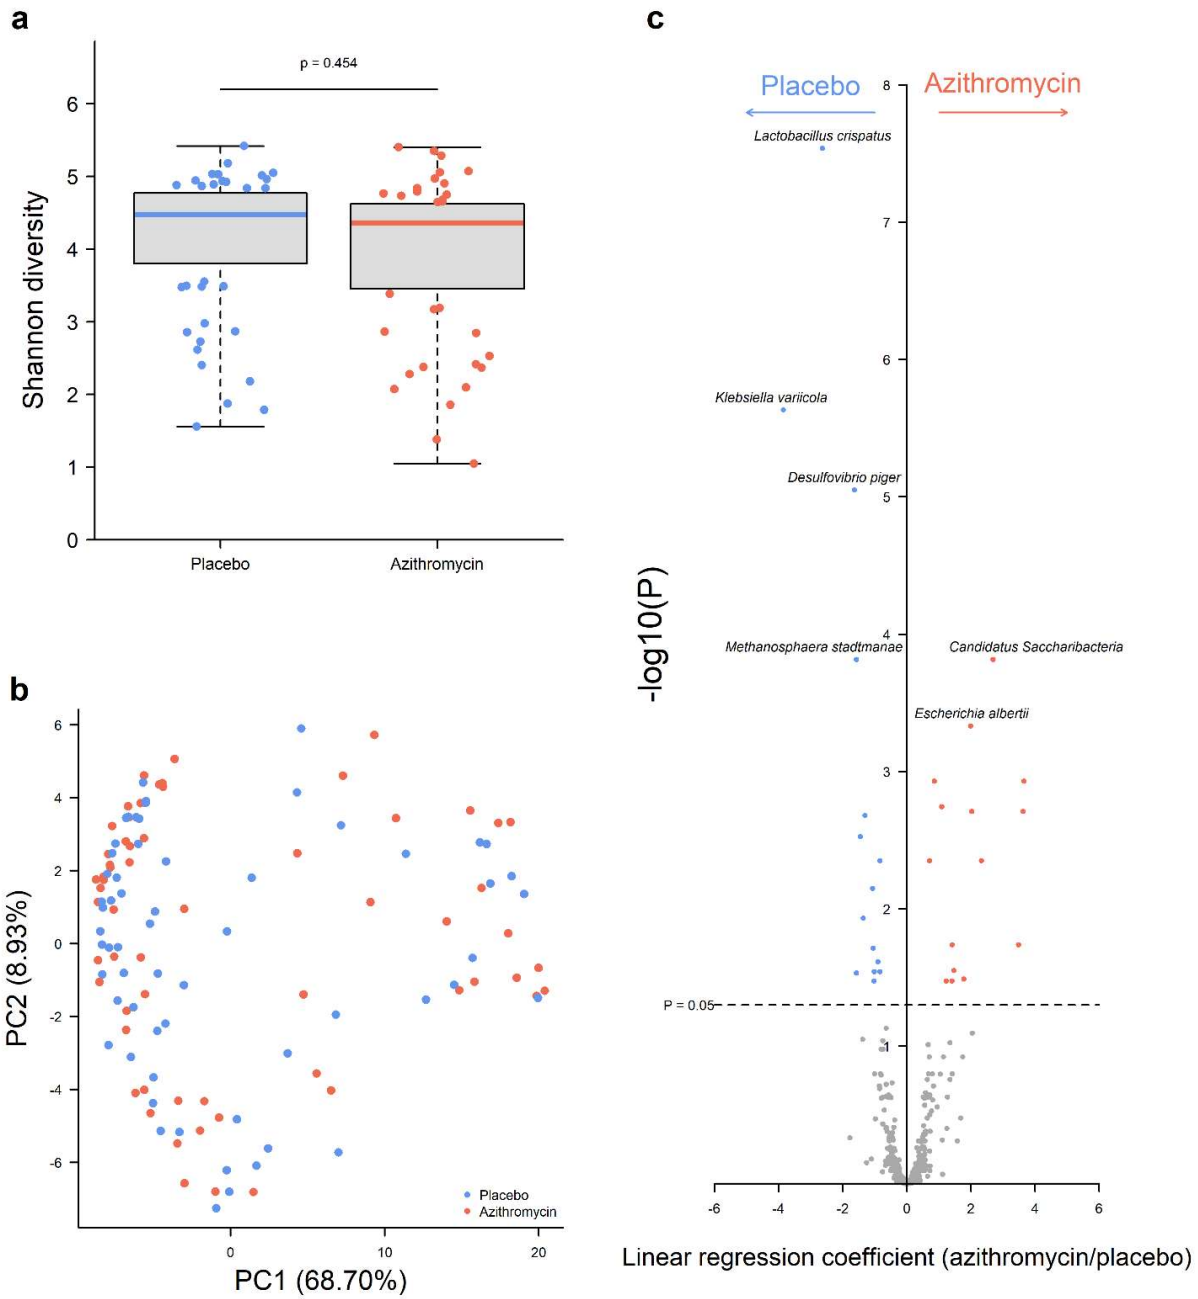 a
p = 0.454
6
5
4
3
2
1
0
Shannon diversity
Placebo
Azithromycin
b
6
4
2
0
-2
-4
-6
PC2 (8.93%)
Placebo
Azithromycin
0
10
20
PC1 (68.70%)
c
Placebo
Azithromycin
8
7
6
5
4
3
2
1
Lactobacillus crispatus
Klebsiella variicola
Desulfovibrio piger
Methanosphaera stadtmanae
Candidatus Saccharibacteria
Escherichia albertii
-log10(P)
P = 0.05
-6
-4
-2
0
2
4
6
Linear regression coefficient (azithromycin/placebo)